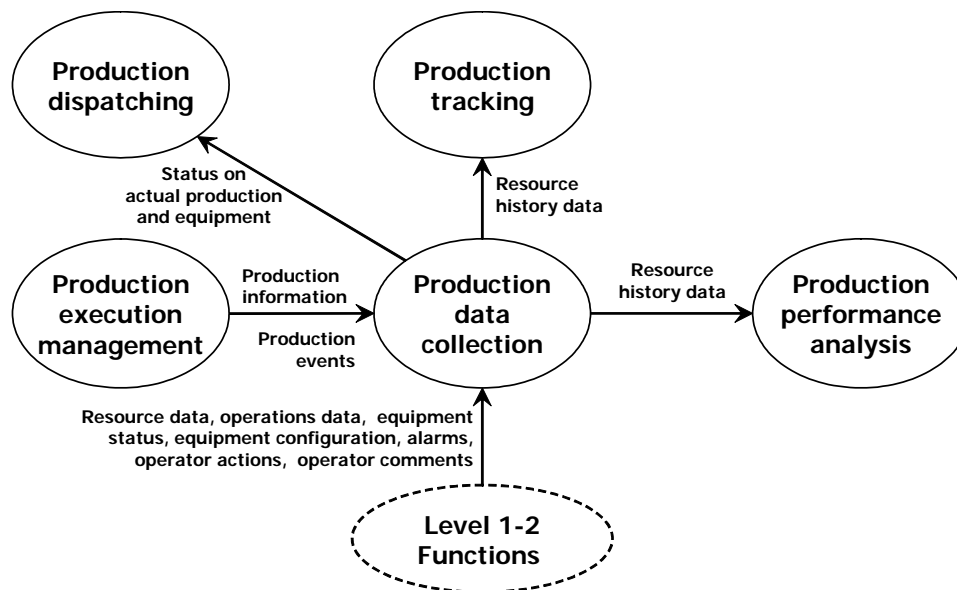 Production
dispatching
Production
tracking
Status on
actual production
and equipment
Resource
history data
Production
execution
management
Production
information
Production
events
Production
data
collection
Resource
history data
Production
performance
analysis
Resource data, operations data, equipment
status, equipment configuration, alarms,
operator actions, operator comments
Level 1-2
Functions